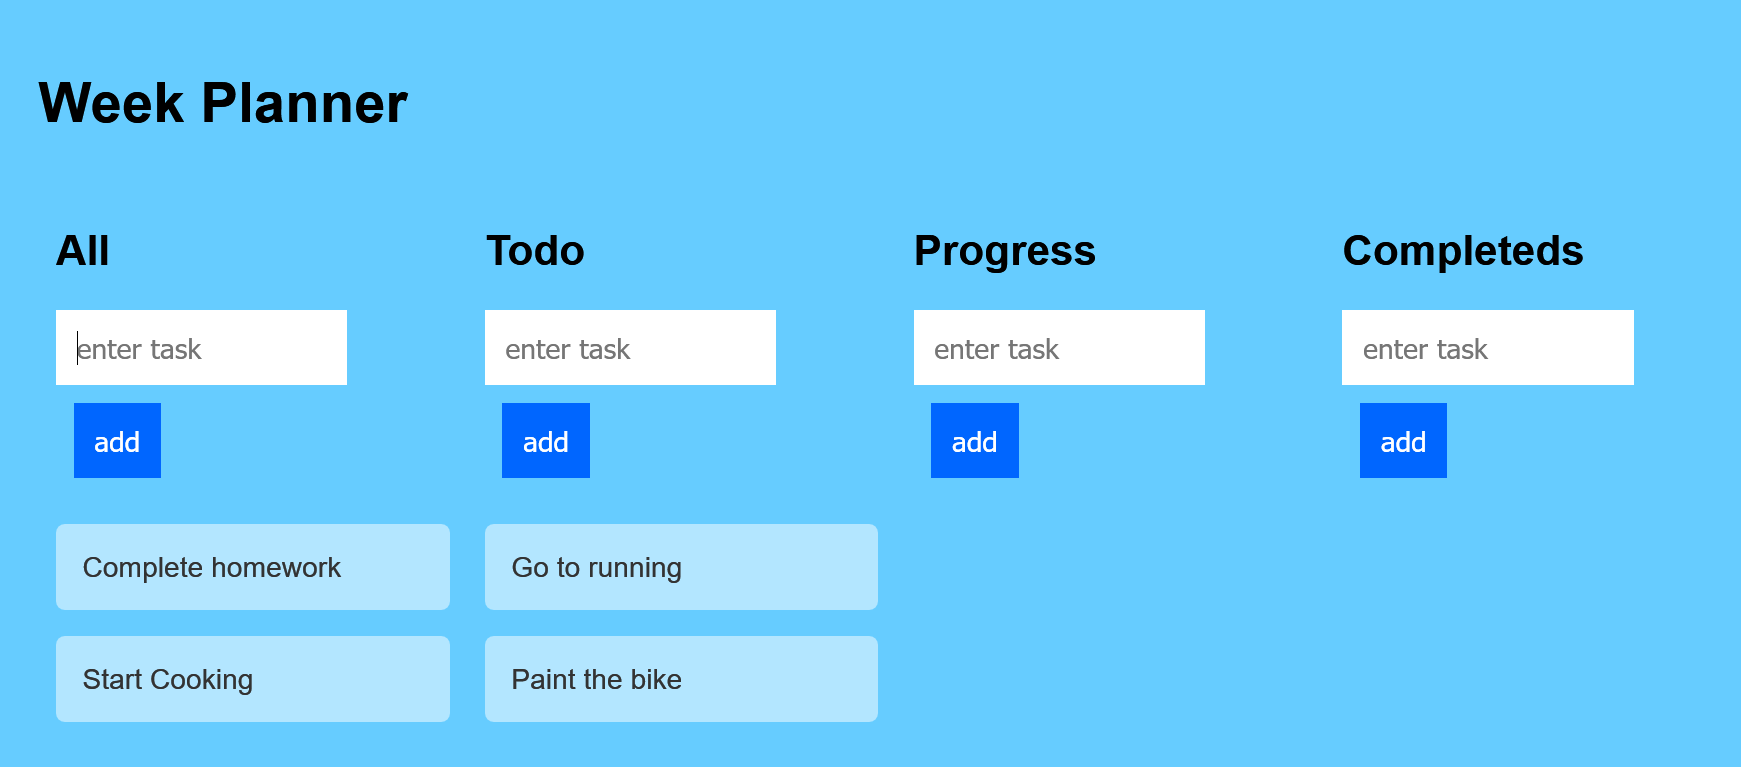 Week Planner
All
Todo
Progress
Completeds
enter task
enter task
enter task
enter task
add
add
add
add
Complete homework
Go to running
Start Cooking
Paint the bike